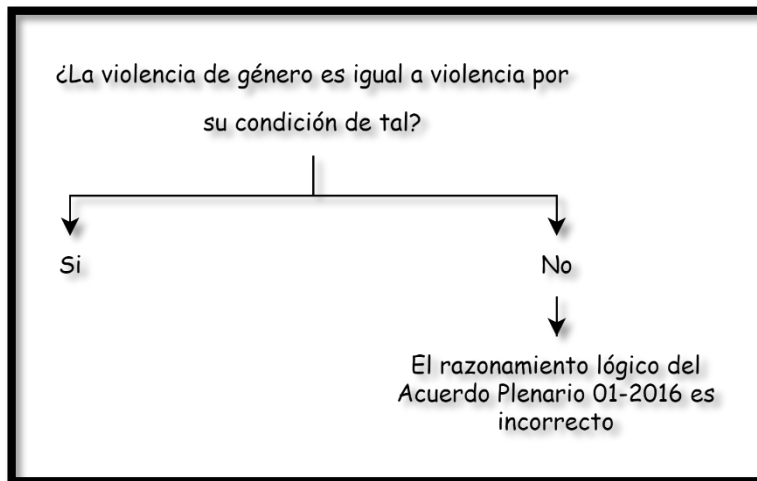 ¿La violencia de género es igual a violencia por
su condición de tal?
Si
No
El razonamiento lógico del
Acuerdo Plenario 01-2016 es
incorrecto